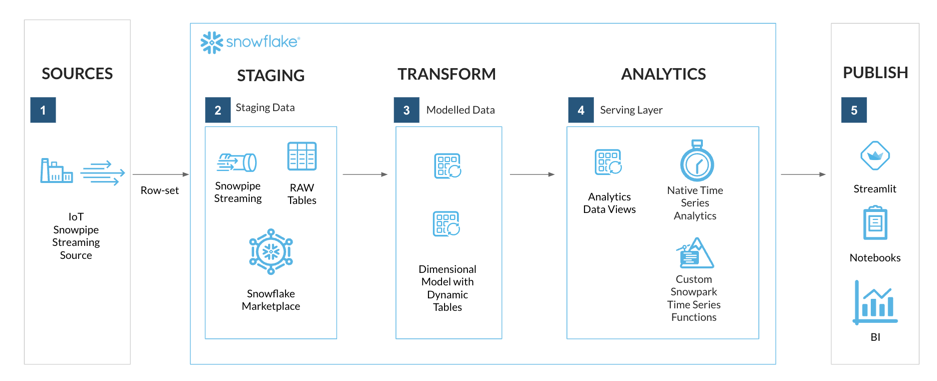 SOURCES
1
IoT
Snowpipe
Streaming
Source
Row-set
snowflake®
STAGING
2
Staging Data
Snowpipe
Streaming
RAW
Tables
Snowflake
Marketplace
TRANSFORM
3
Modelled Data
Dimensional
Model with
Dynamic
Tables
ANALYTICS
4
Serving Layer
Analytics
Data Views
Native Time
Series
Analytics
Custom
Snowpark
Time Series
Functions
PUBLISH
5
Streamlit
Notebooks
BI